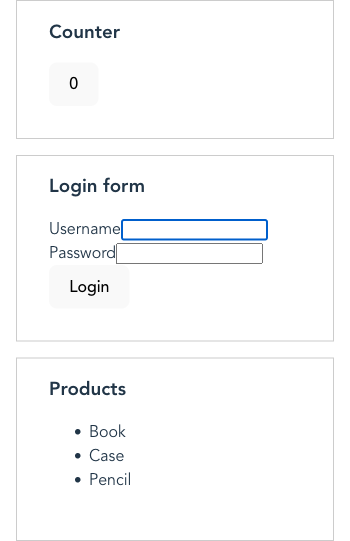 Counter
0
Login form
Username
Password
Login
Products
Book
Case
Pencil